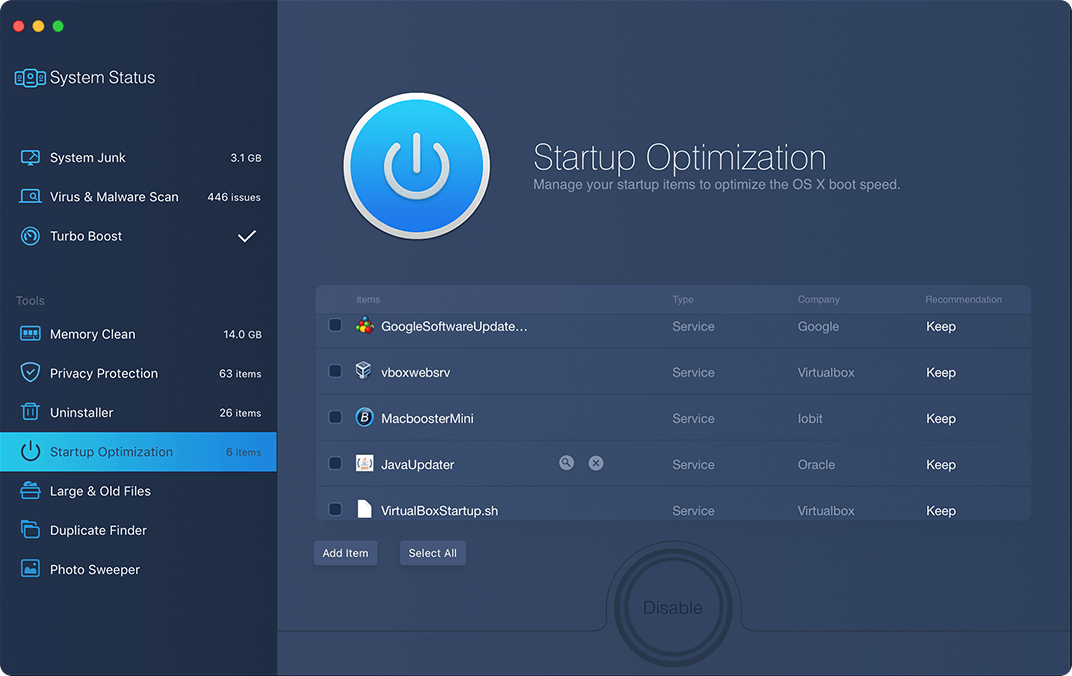 System Status
System Junk 3.1 GB
Virus & Malware Scan 446 issues
Turbo Boost
Tools
Memory Clean 14.0 GB
Privacy Protection 63 items
Uninstaller 26 items
Startup Optimization 6 items
Large & Old Files
Duplicate Finder
Photo Sweeper
Startup Optimization
Manage your startup items to optimize the OS X boot speed.
items Type Company Recommendation
GoogleSoftwareUpdate... Service Google Keep
vboxwebsrv Service Virtualbox Keep
MacboosterMini Service Iobit Keep
JavaUpdater Service Oracle Keep
VirtualBoxStartup.sh Service Virtualbox Keep
Add Item Select All
Disable